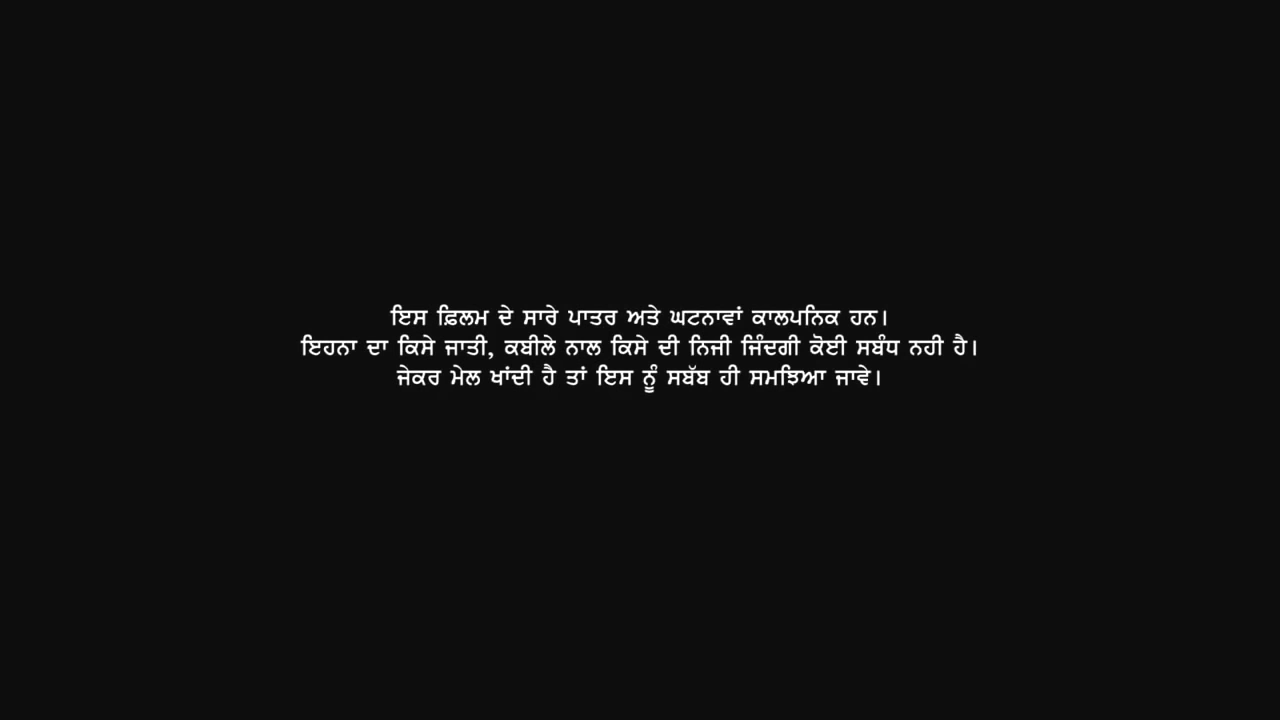 ਇਸ ਫ਼ਿਲਮ ਦੇ ਸਾਰੇ ਪਾਤਰ ਅਤੇ ਘਟਨਾਵਾਂ ਕਾਲਪਨਿਕ ਹਨ।
ਇਹਨਾ ਦਾ ਕਿਸੇ ਜਾਤੀ, ਕਬੀਲੇ ਨਾਲ ਕਿਸੇ ਦੀ ਨਿਜੀ ਜਿੰਦਗੀ ਕੋਈ ਸਬੰਧ ਨਹੀ ਹੈ।
ਜੇਕਰ ਮੇਲ ਖਾਂਦੀ ਹੈ ਤਾਂ ਇਸ ਨੂੰ ਸਬੱਬ ਹੀ ਸਮਝਿਆ ਜਾਵੇ।